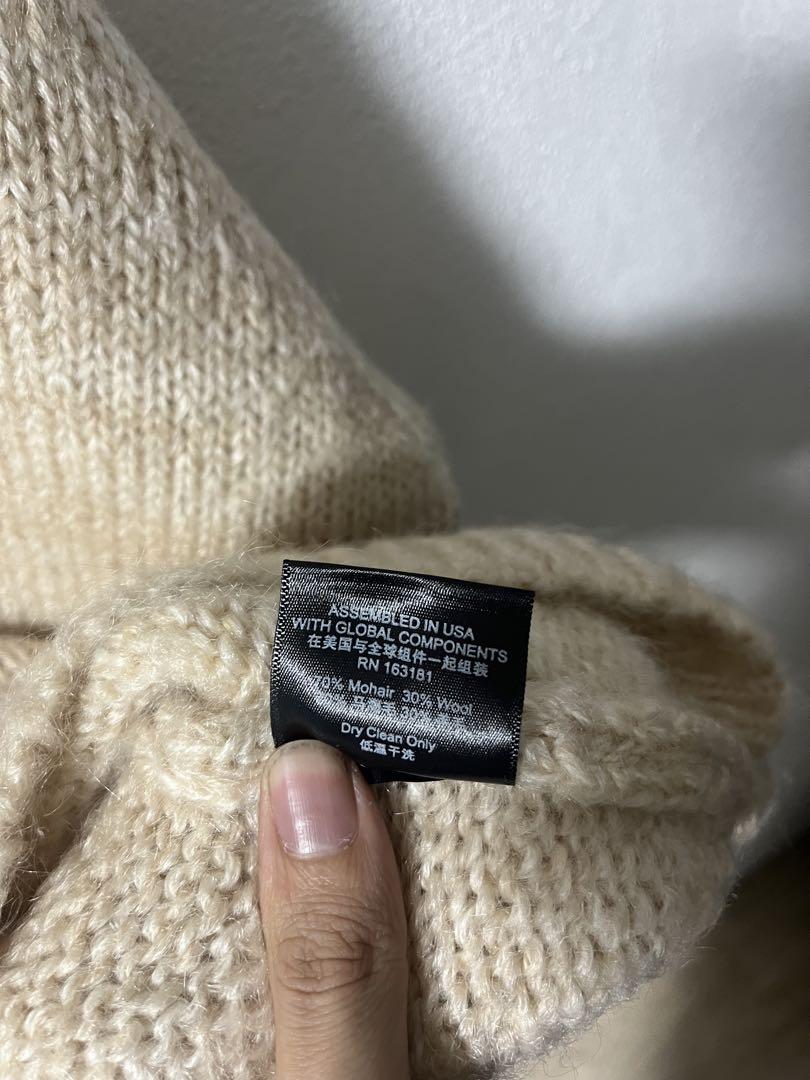 ASSEMBLED IN USA
WITH GLOBAL COMPONENTS
在美国与全球组件一起组装
RN 163181
70% Mohair 30% Wool
Dry Clean Only
低温干洗